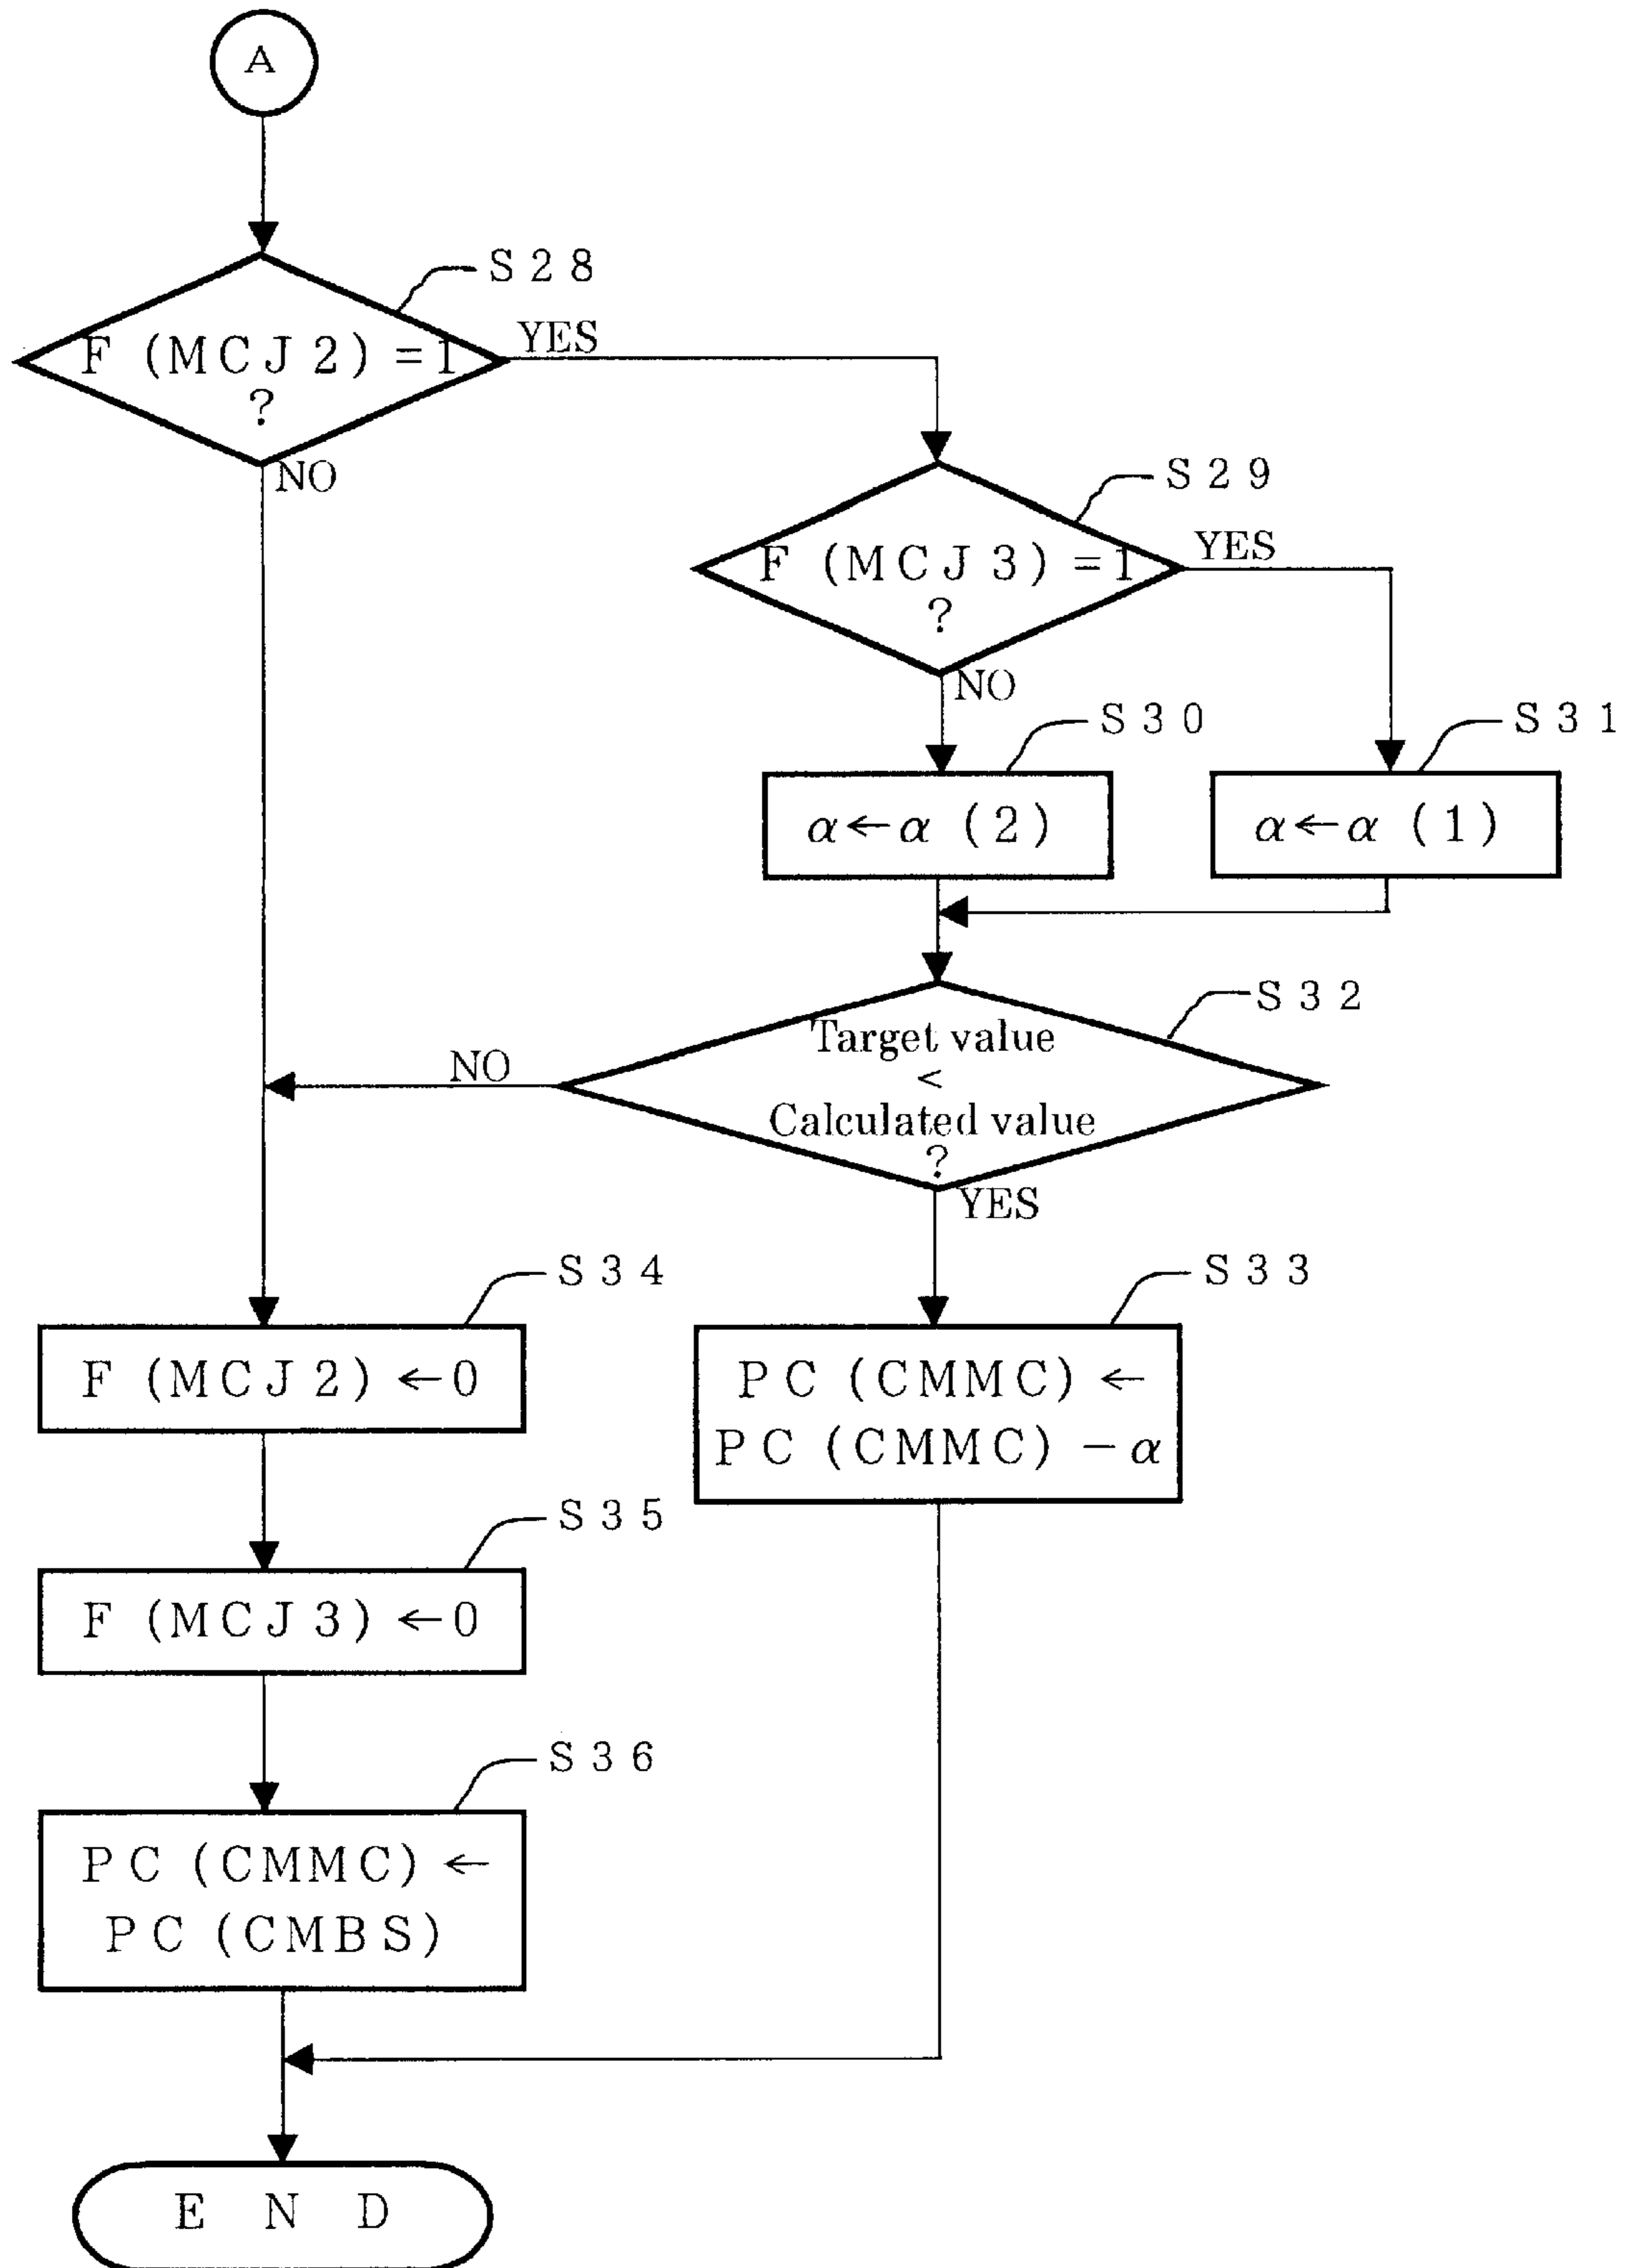 A
S28
F (MCJ2) =1
?
YES
NO
S29
F (MCJ3) =1
?
YES
NO
S30
α←α (2)
S31
α←α (1)
S32
Target value
<
Calculated value
?
NO
YES
S34
F (MCJ2) ←0
S33
PC (CMMC) ←
PC (CMMC) −α
S35
F (MCJ3) ←0
S36
PC (CMMC) ←
PC (CMBS)
END